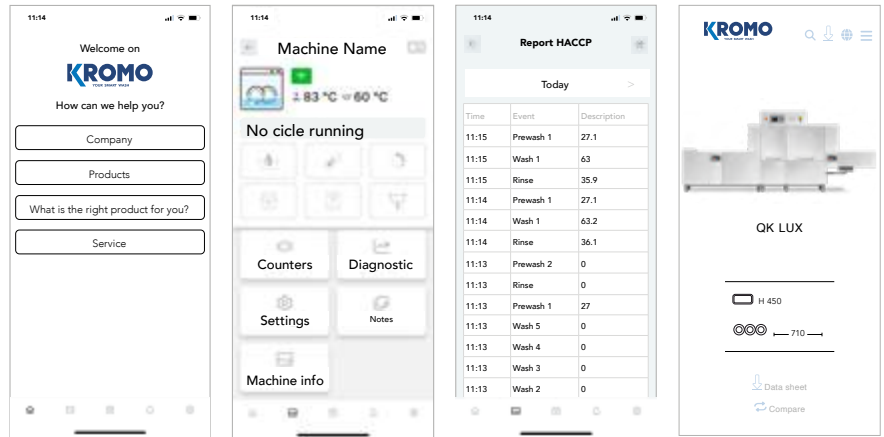 11:14
Welcome on
KROMO
YOUR SMART WASH
How can we help you?
Company
Products
What is the right product for you?
Service
11:14
Machine Name
83 °C 60 °C
No cicle running
Counters
Diagnostic
Settings
Notes
Machine info
11:14
Report HACCP
Today >
Time Event Description
11:15 Prewash 1 27.1
11:15 Wash 1 63
11:15 Rinse 35.9
11:14 Prewash 1 27.1
11:14 Wash 1 63.2
11:14 Rinse 36.1
11:13 Prewash 2 0
11:13 Rinse 0
11:13 Prewash 1 27
11:13 Wash 5 0
11:13 Wash 4 0
11:13 Wash 3 0
11:13 Wash 2 0
KROMO
YOUR SMART WASH
QK LUX
H 450
710
Data sheet
Compare